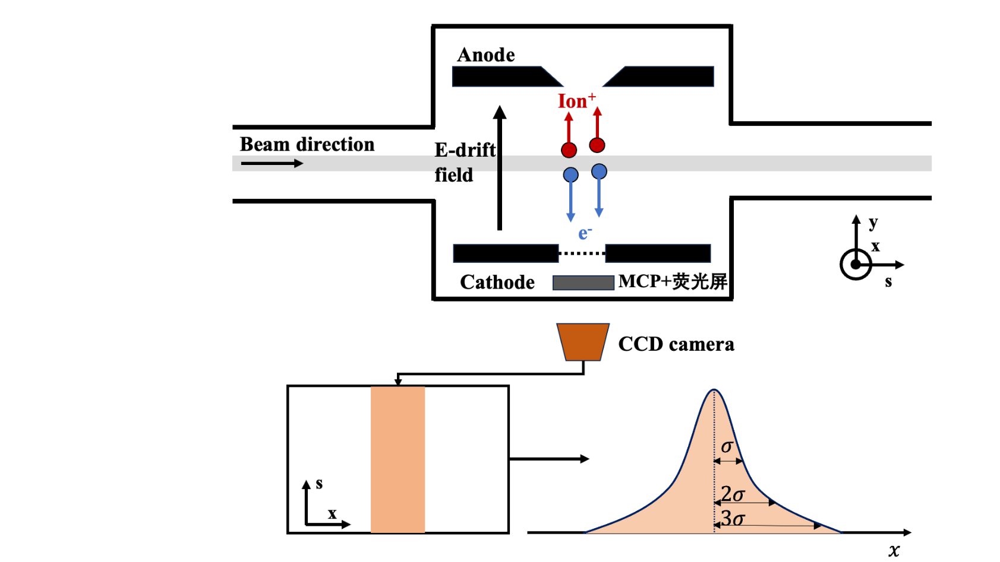 Anode
Ion⁺
Beam direction
E-drift
field
e⁻
y
x
s
Cathode
MCP+荧光屏
CCD camera
s
x
σ
2σ
3σ
x